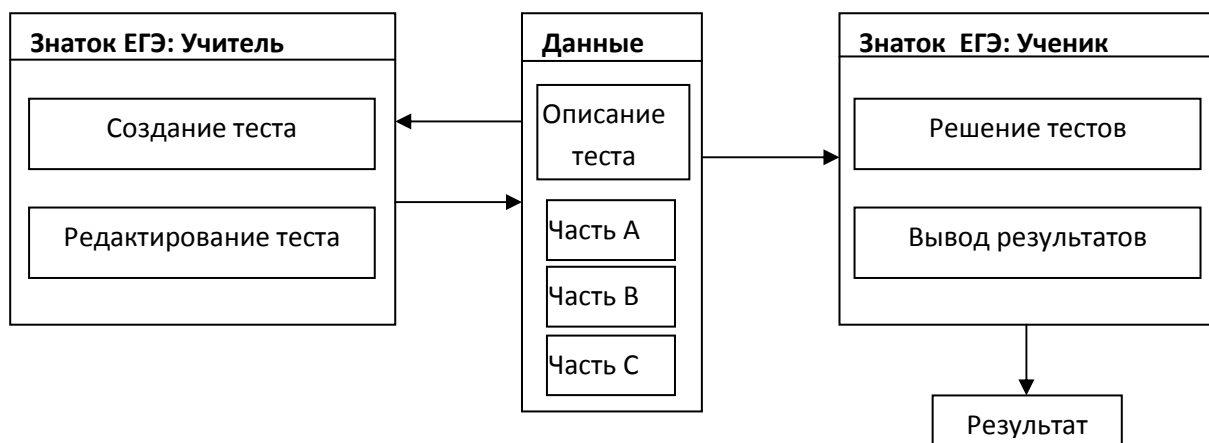 Знаток ЕГЭ: Учитель
Создание теста
Редактирование теста
Данные
Описание
теста
Часть A
Часть B
Часть C
Знаток ЕГЭ: Ученик
Решение тестов
Вывод результатов
Результат